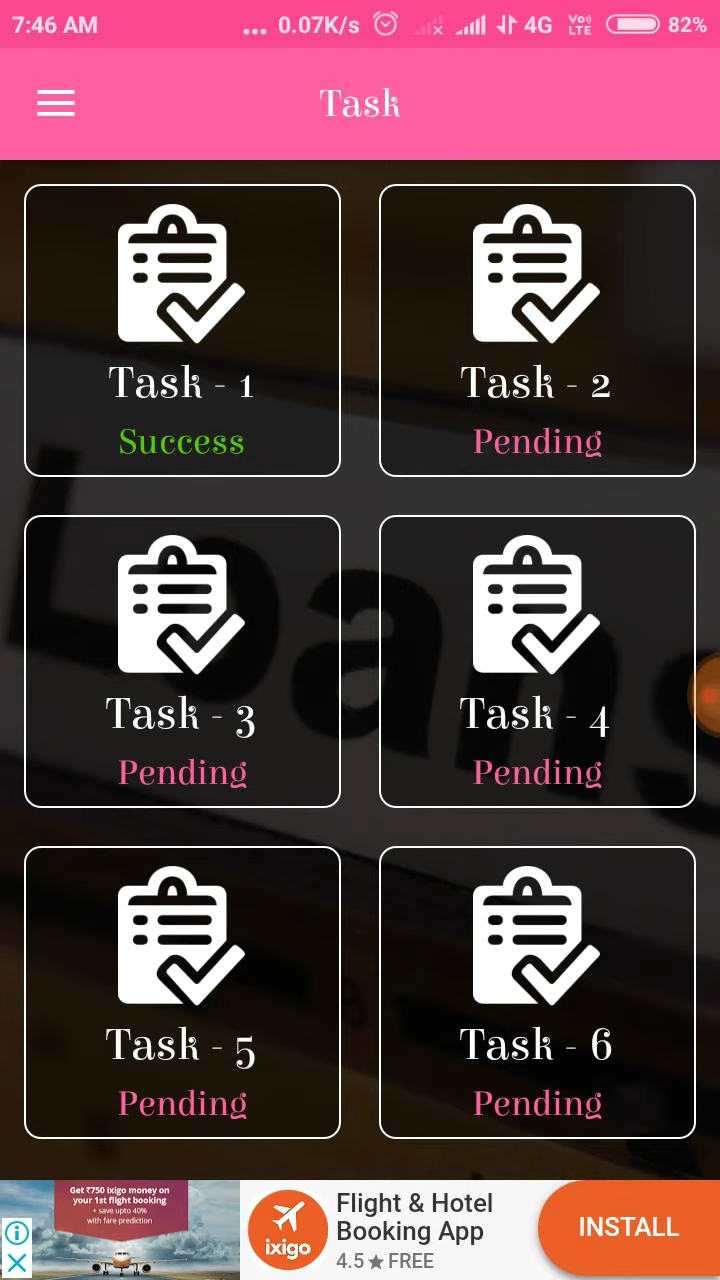 7:46 AM ... 0.07K/s 4G VoLTE 82%
Task
Task - 1
Success
Task - 2
Pending
Task - 3
Pending
Task - 4
Pending
Task - 5
Pending
Task - 6
Pending
Loans
Get ₹750 ixigo money on
your 1st flight booking
+ save upto 40%
with fare prediction
ixigo
Flight & Hotel
Booking App
4.5★ FREE
INSTALL